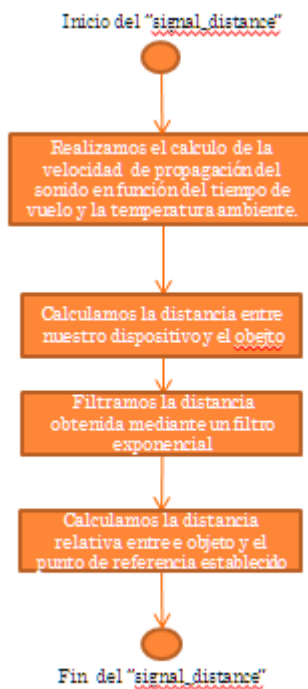 Inicio del "signal_distance"
Realizamos el calculo de la
velocidad de propagación del
sonido en función del tiempo de
vuelo y la temperatura ambiente.
Calculamos la distancia entre
nuestro dispositivo y el obejto
Filtramos la distancia
obtenida mediante un filtro
exponencial
Calculamos la distancia
relativa entre e objeto y el
punto de referencia establecido
Fin del "signal_distance"